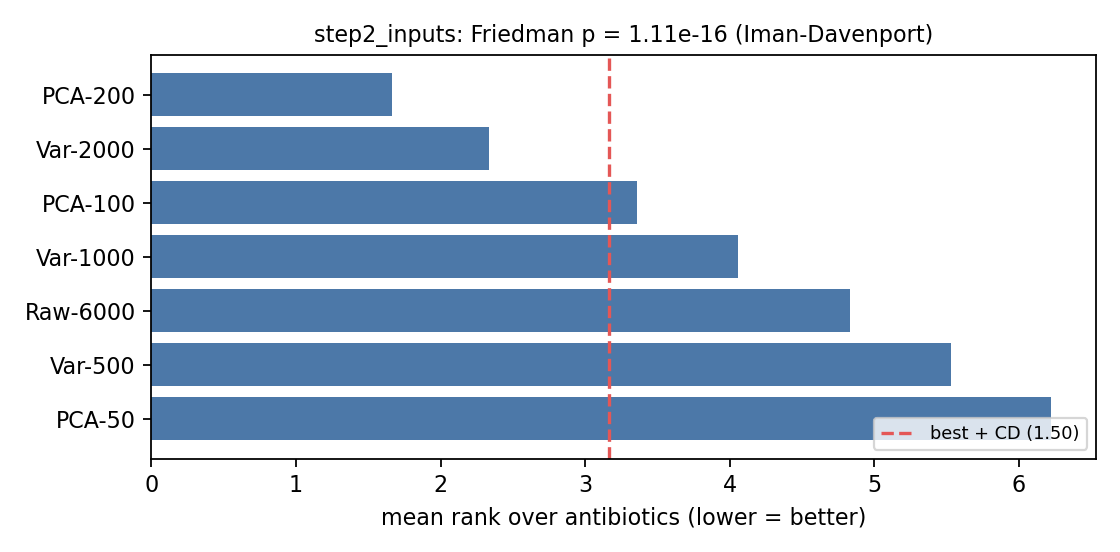 step2_inputs: Friedman p = 1.11e-16 (Iman-Davenport)
PCA-200
Var-2000
PCA-100
Var-1000
Raw-6000
Var-500
PCA-50
best + CD (1.50)
0 1 2 3 4 5 6
mean rank over antibiotics (lower = better)